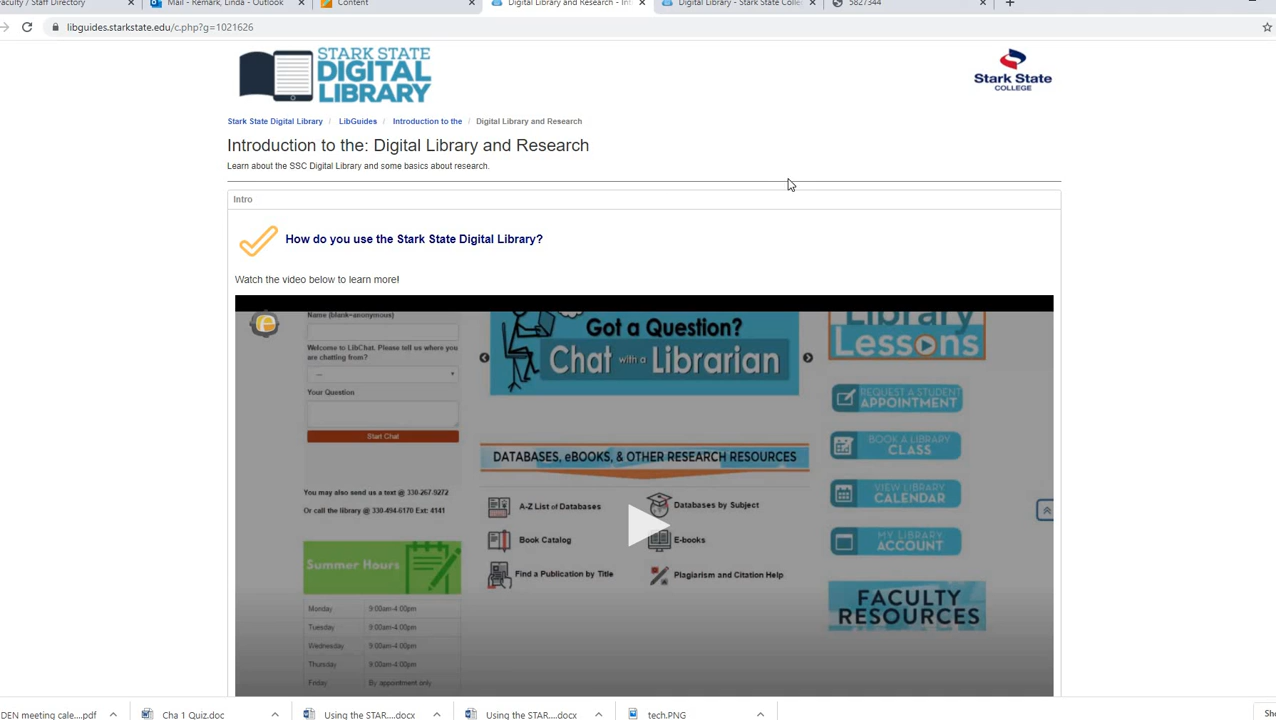 aculty / Staff Directory
Mail - Remark, Linda - Outlook
Content
Digital Library and Research - Int
Digital Library - Stark State Colle
5827344
libguides.starkstate.edu/c.php?g=1021626
STARK STATE
DIGITAL
LIBRARY
Stark State
COLLEGE
Stark State Digital Library / LibGuides / Introduction to the / Digital Library and Research
Introduction to the: Digital Library and Research
Learn about the SSC Digital Library and some basics about research.
Intro
How do you use the Stark State Digital Library?
Watch the video below to learn more!
Name (blank=anonymous)
Welcome to LibChat. Please tell us where
you are chatting from?
...
Your Question
Start Chat
You may also send us a text @ 330-267-9272
Or call the library @ 330-494-6170 Ext: 4141
Summer Hours
Monday 9:00am-4:00pm
Tuesday 9:00am-4:00pm
Wednesday 9:00am-4:00pm
Thursday 9:00am-4:00pm
Friday By appointment only
Got a Question?
Chat with a Librarian
DATABASES, eBOOKS, & OTHER RESEARCH RESOURCES
A-Z List of Databases
Databases by Subject
Book Catalog
E-books
Find a Publication by Title
Plagiarism and Citation Help
Library
Lessons
REQUEST A STUDENT
APPOINTMENT
BOOK A LIBRARY
CLASS
VIEW LIBRARY
CALENDAR
MY LIBRARY
ACCOUNT
FACULTY
RESOURCES
DEN meeting cale....pdf
Cha 1 Quiz.doc
Using the STAR....docx
Using the STAR....docx
tech.PNG
Sho